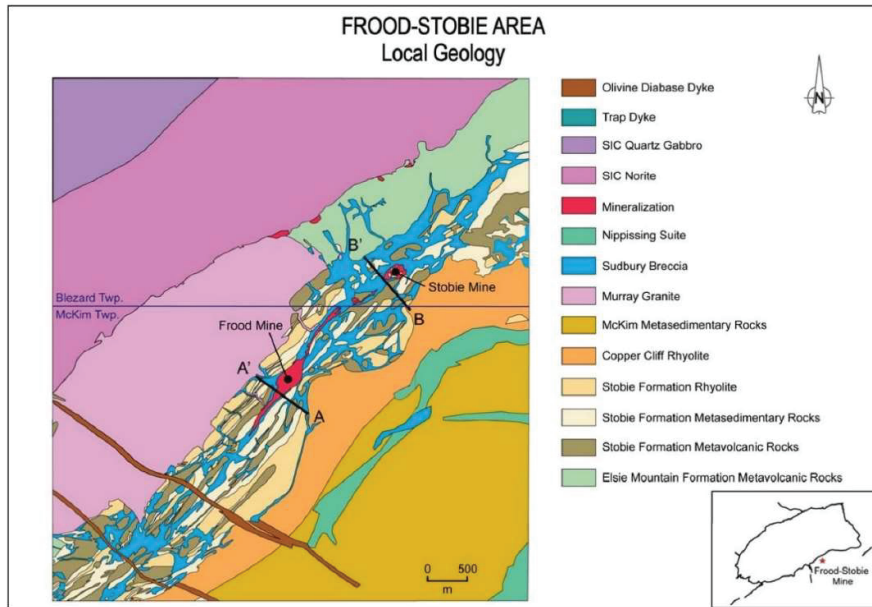 FROOD-STOBIE AREA
Local Geology
N
Olivine Diabase Dyke
Trap Dyke
SIC Quartz Gabbro
SIC Norite
Mineralization
Nippissing Suite
Sudbury Breccia
Murray Granite
McKim Metasedimentary Rocks
Copper Cliff Rhyolite
Stobie Formation Rhyolite
Stobie Formation Metasedimentary Rocks
Stobie Formation Metavolcanic Rocks
Elsie Mountain Formation Metavolcanic Rocks
B'
Stobie Mine
Blezard Twp.
McKim Twp.
B
Frood Mine
A'
A
0 500
m
Frood-Stobie
Mine